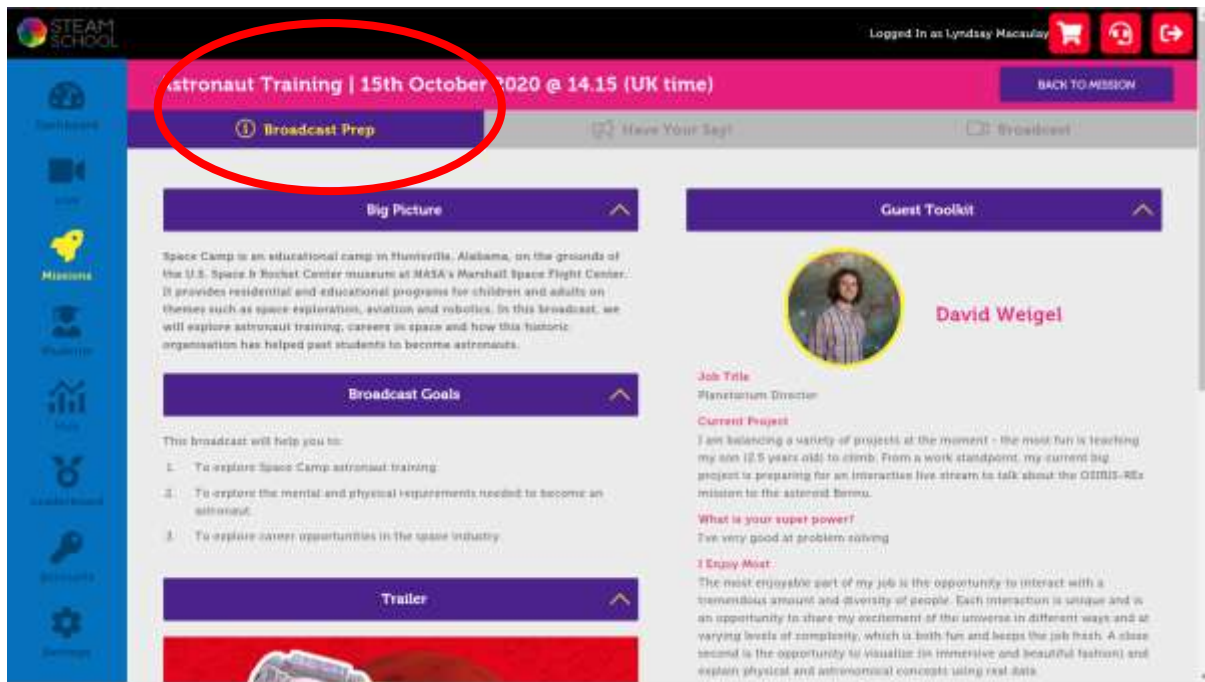 STEAM
SCHOOL
Logged In as Lyndsay Macaulay
Astronaut Training | 15th October 2020 @ 14.15 (UK time)
BACK TO MISSION
Dashboard
Live
Missions
Students
Leaderboard
Accounts
Settings
Broadcast Prep
Have Your Say!
Broadcast
Big Picture
Space Camp is an educational camp in Huntsville, Alabama, on the grounds of
the U.S. Space & Rocket Center museum at NASA's Marshall Space Flight Center.
It provides residential and educational programs for children and adults on
themes such as space exploration, aviation and robotics. In this broadcast, we
will explore astronaut training, careers in space and how this historic
organisation has helped past students to become astronauts.
Broadcast Goals
This broadcast will help you to:
1. To explore Space Camp astronaut training
2. To explore the mental and physical requirements needed to become an
astronaut
3. To explore career opportunities in the space industry
Trailer
Guest Toolkit
David Weigel
Job Title
Planetarium Director
Current Project
I am balancing a variety of projects at the moment - the most fun is teaching
my son (2.5 years old) to climb. From a work standpoint, my current big
project is preparing for an interactive live stream to talk about the OSIRIS-REx
mission to the asteroid Bennu.
What is your super power?
I've very good at problem solving
I Enjoy Most
The most enjoyable part of my job is the opportunity to interact with a
tremendous amount and diversity of people. Each interaction is unique and is
an opportunity to share my excitement of the universe in different ways and at
varying levels of complexity, which is both fun and keeps the job fresh. A close
second is the opportunity to visualize (in immersive and beautiful fashion) and
explain physical and astronomical concepts using real data.